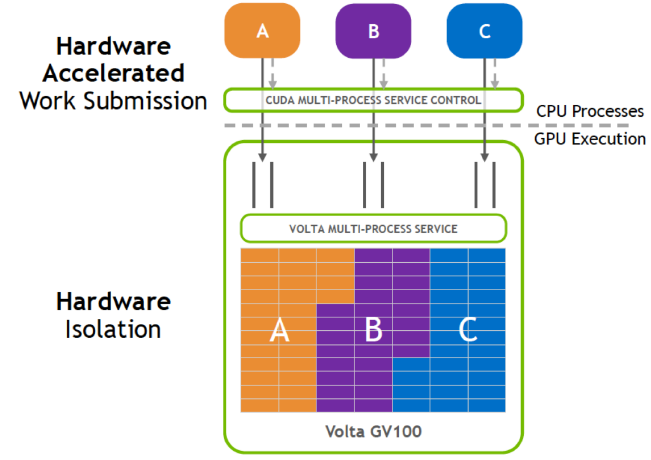 A
B
C
Hardware
Accelerated
Work Submission
CUDA MULTI-PROCESS SERVICE CONTROL
CPU Processes
GPU Execution
VOLTA MULTI-PROCESS SERVICE
Hardware
Isolation
A
B
C
Volta GV100